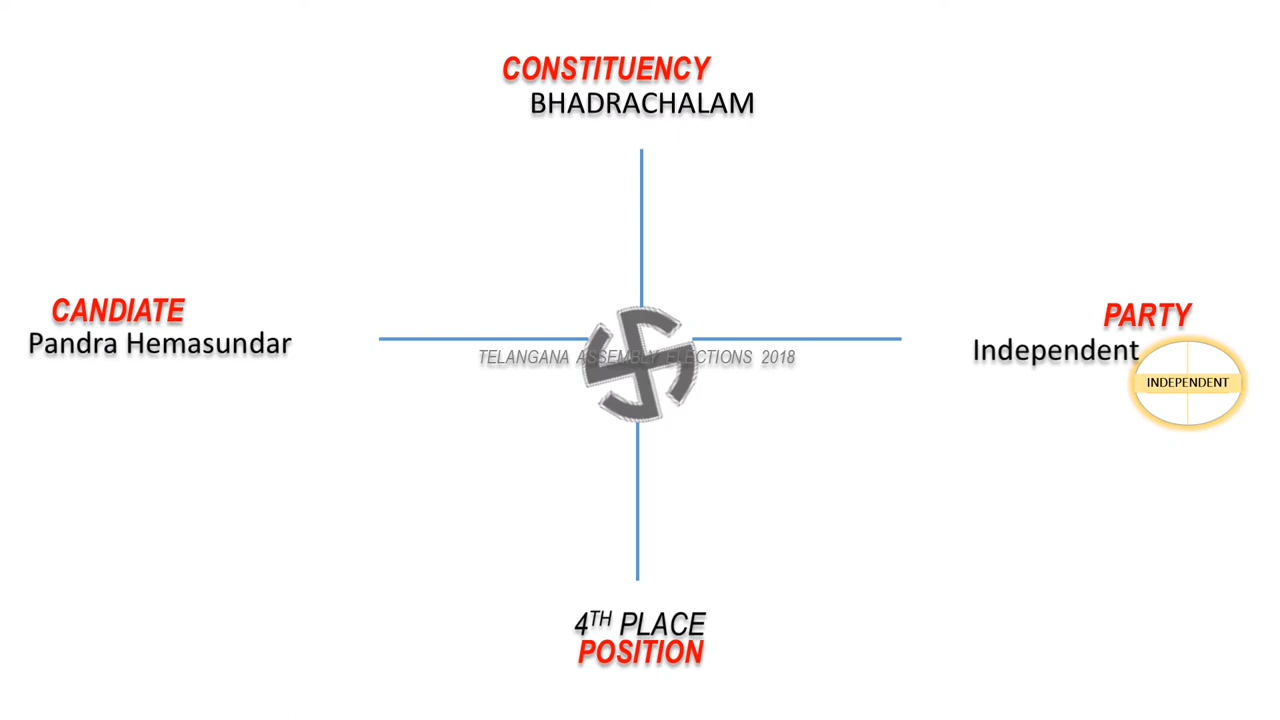 CONSTITUENCY
BHADRACHALAM
CANDIATE
Pandra Hemasundar
TELANGANA ASSEMBLY ELECTIONS 2018
PARTY
Independent
INDEPENDENT
4TH PLACE
POSITION